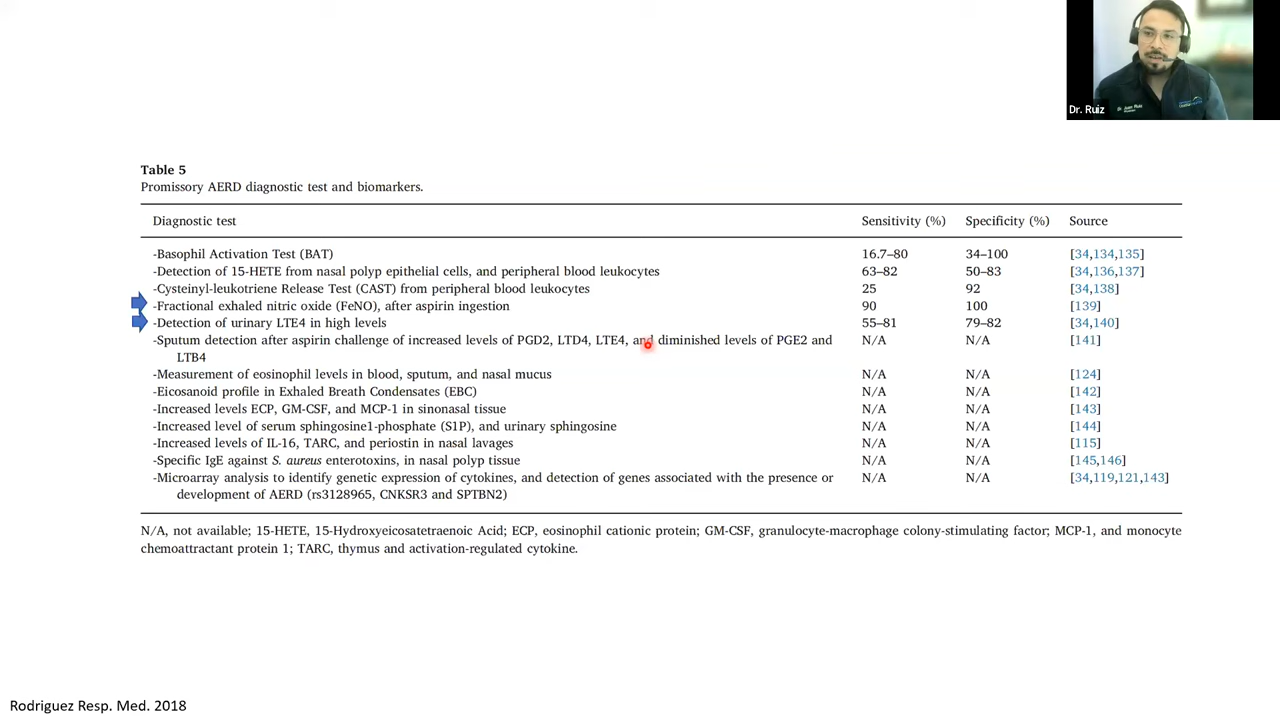 Dr. Ruiz
Table 5
Promissory AERD diagnostic test and biomarkers.
Diagnostic test Sensitivity (%) Specificity (%) Source
-Basophil Activation Test (BAT) 16.7–80 34–100 [34,134,135]
-Detection of 15-HETE from nasal polyp epithelial cells, and peripheral blood leukocytes 63–82 50–83 [34,136,137]
-Cysteinyl-leukotriene Release Test (CAST) from peripheral blood leukocytes 25 92 [34,138]
-Fractional exhaled nitric oxide (FeNO), after aspirin ingestion 90 100 [139]
-Detection of urinary LTE4 in high levels 55–81 79–82 [34,140]
-Sputum detection after aspirin challenge of increased levels of PGD2, LTD4, LTE4, and diminished levels of PGE2 and N/A N/A [141]
LTB4
-Measurement of eosinophil levels in blood, sputum, and nasal mucus N/A N/A [124]
-Eicosanoid profile in Exhaled Breath Condensates (EBC) N/A N/A [142]
-Increased levels ECP, GM-CSF, and MCP-1 in sinonasal tissue N/A N/A [143]
-Increased level of serum sphingosine1-phosphate (S1P), and urinary sphingosine N/A N/A [144]
-Increased levels of IL-16, TARC, and periostin in nasal lavages N/A N/A [115]
-Specific IgE against S. aureus enterotoxins, in nasal polyp tissue N/A N/A [145,146]
-Microarray analysis to identify genetic expression of cytokines, and detection of genes associated with the presence or N/A N/A [34,119,121,143]
development of AERD (rs3128965, CNKSR3 and SPTBN2)
N/A, not available; 15-HETE, 15-Hydroxyeicosatetraenoic Acid; ECP, eosinophil cationic protein; GM-CSF, granulocyte-macrophage colony-stimulating factor; MCP-1, and monocyte
chemoattractant protein 1; TARC, thymus and activation-regulated cytokine.
Rodriguez Resp. Med. 2018